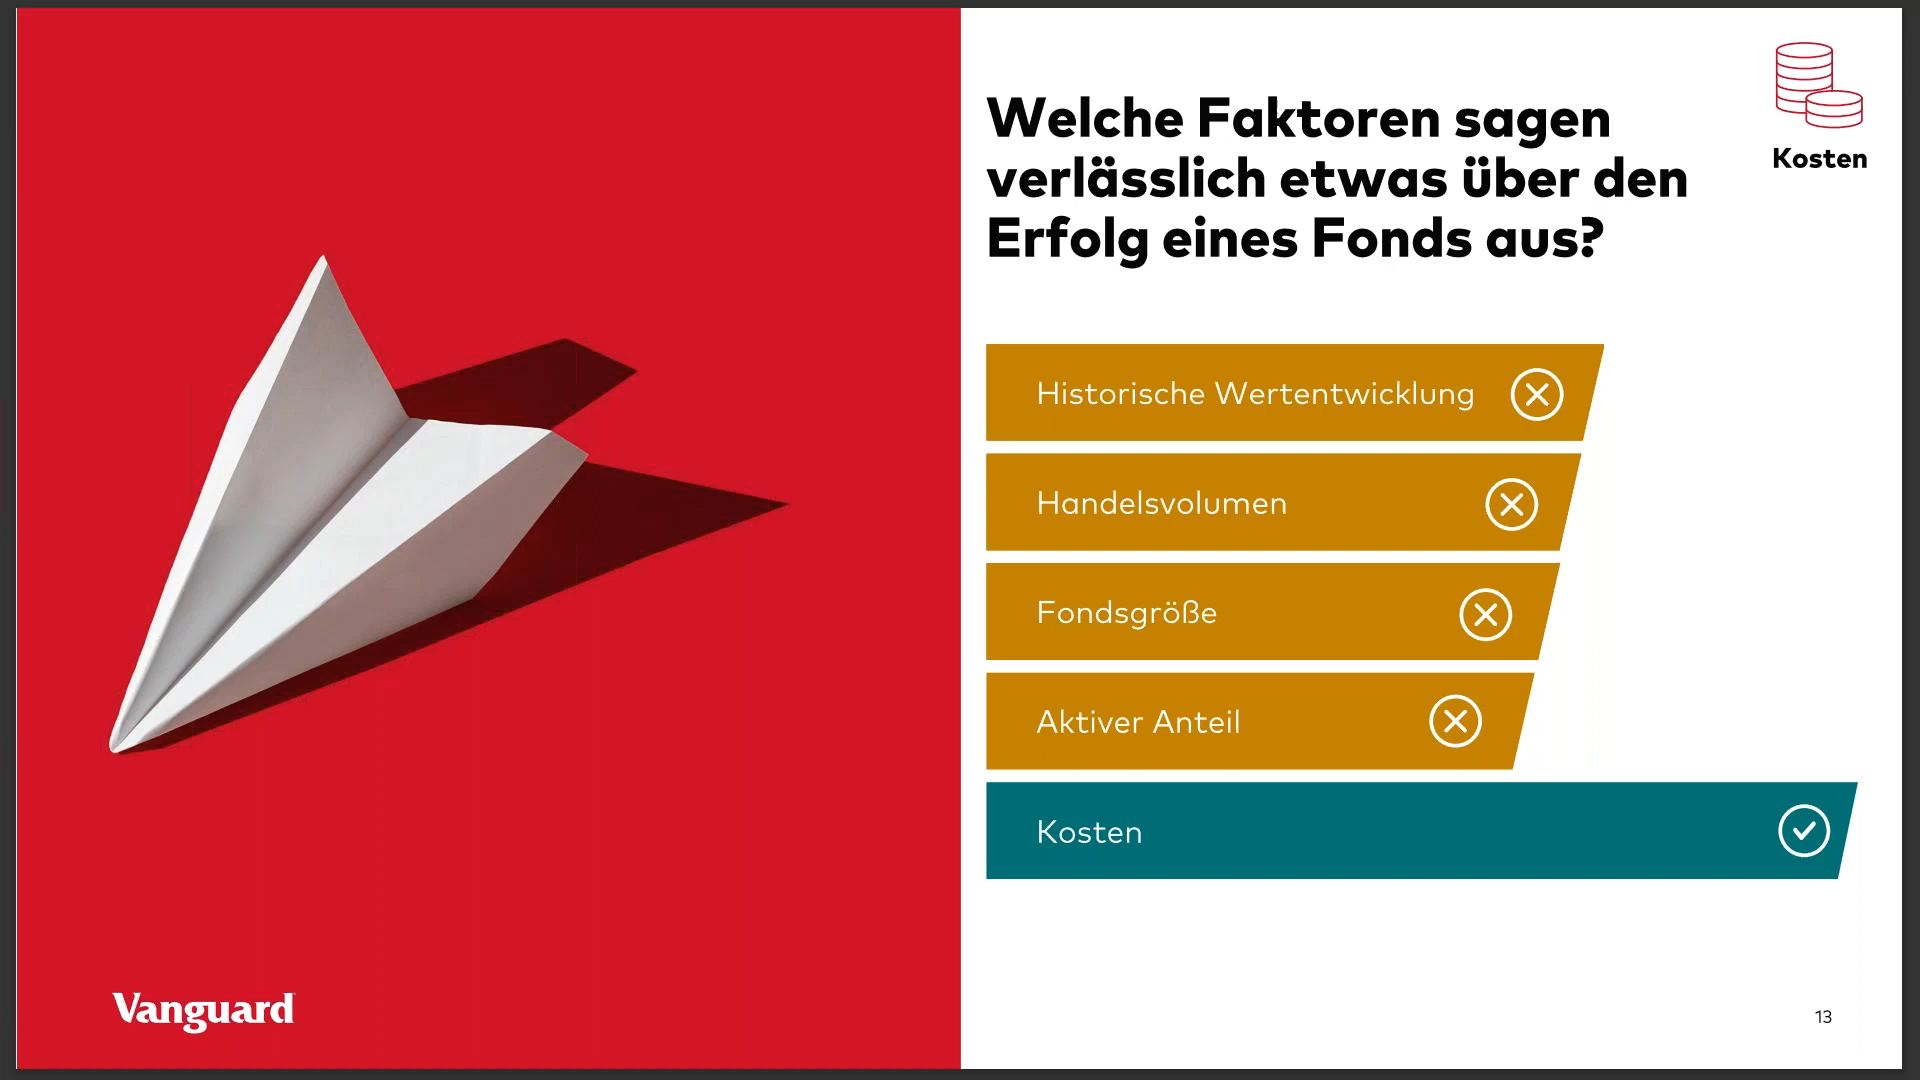 Welche Faktoren sagen
verlässlich etwas über den
Erfolg eines Fonds aus?
Kosten
Historische Wertentwicklung
Handelsvolumen
Fondsgröße
Aktiver Anteil
Kosten
Vanguard
13